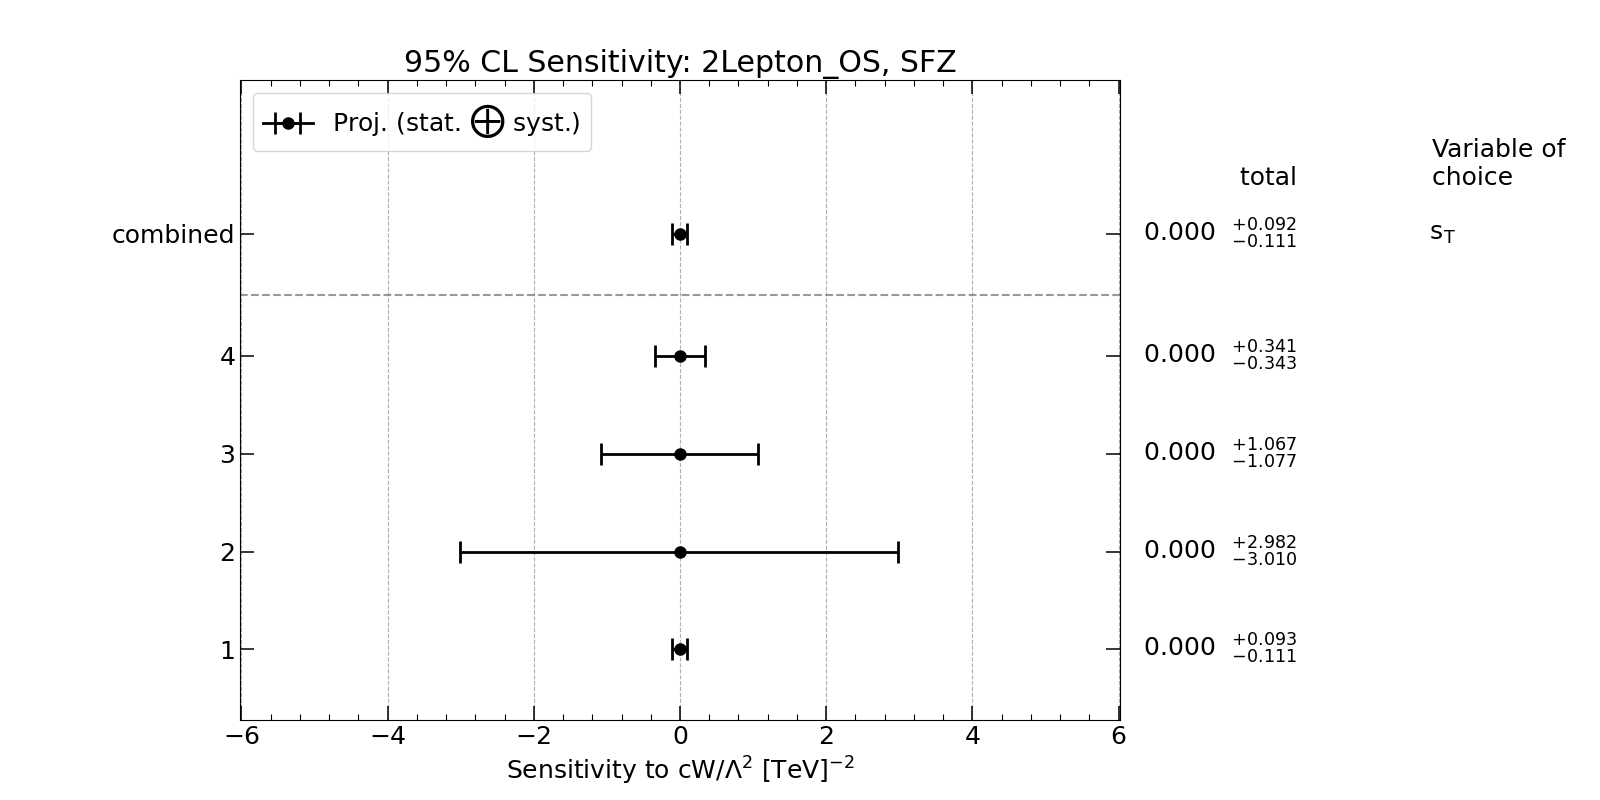 95% CL Sensitivity: 2Lepton_OS, SFZ
Proj. (stat. ⊕ syst.)
Variable of
total choice
combined 0.000 +0.092 −0.111 s_T
4 0.000 +0.341 −0.343
3 0.000 +1.067 −1.077
2 0.000 +2.982 −3.010
1 0.000 +0.093 −0.111
−6 −4 −2 0 2 4 6
Sensitivity to cW/Λ² [TeV]⁻²